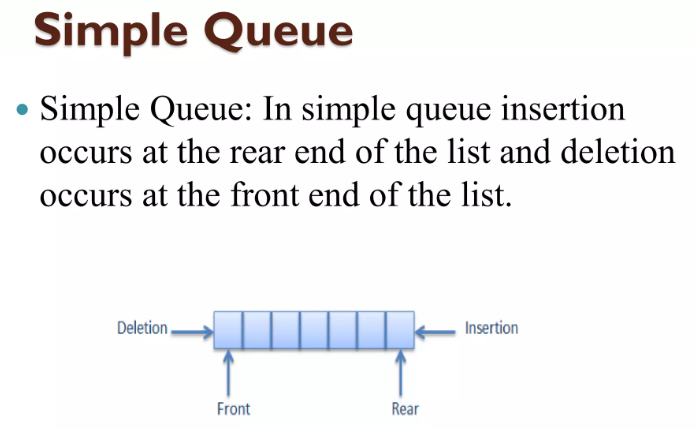 Simple Queue
• Simple Queue: In simple queue insertion
occurs at the rear end of the list and deletion
occurs at the front end of the list.
Deletion
Insertion
Front
Rear